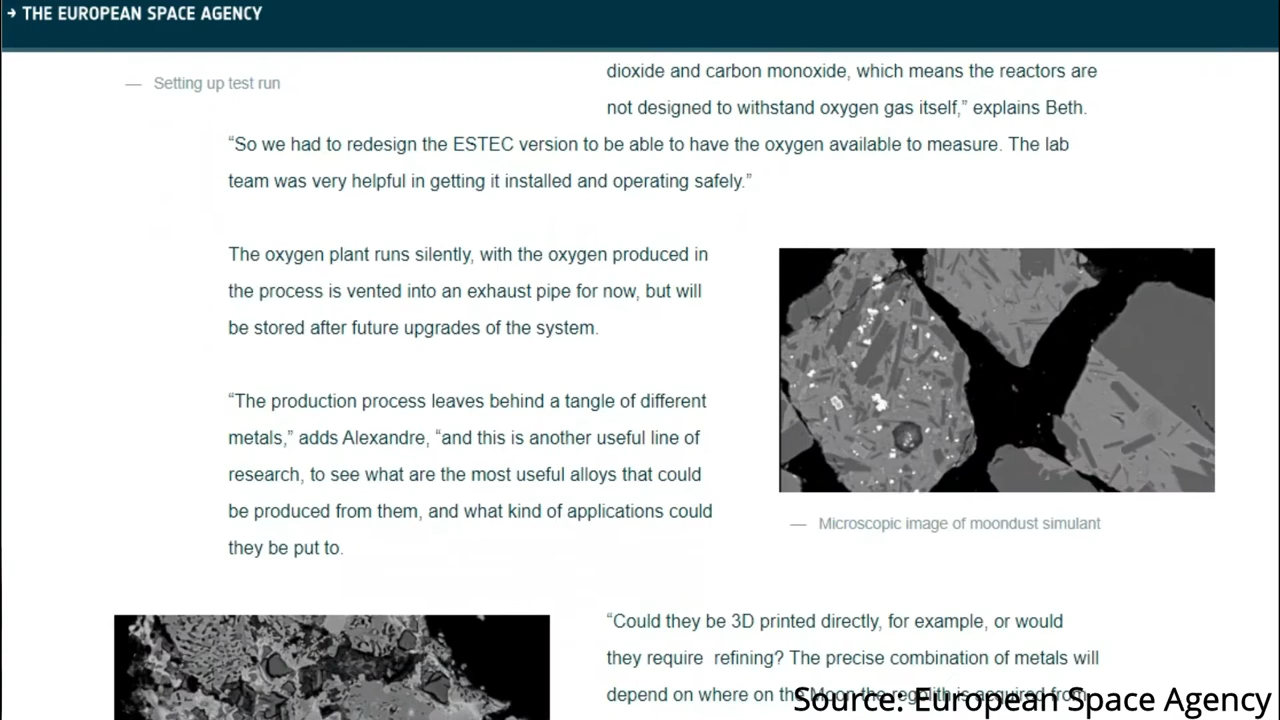 → THE EUROPEAN SPACE AGENCY
— Setting up test run
dioxide and carbon monoxide, which means the reactors are
not designed to withstand oxygen gas itself,” explains Beth.
“So we had to redesign the ESTEC version to be able to have the oxygen available to measure. The lab
team was very helpful in getting it installed and operating safely.”
The oxygen plant runs silently, with the oxygen produced in
the process is vented into an exhaust pipe for now, but will
be stored after future upgrades of the system.
“The production process leaves behind a tangle of different
metals,” adds Alexandre, “and this is another useful line of
research, to see what are the most useful alloys that could
be produced from them, and what kind of applications could
they be put to.
— Microscopic image of moondust simulant
“Could they be 3D printed directly, for example, or would
they require refining? The precise combination of metals will
depend on where on the Moon the regolith is acquired from
Source: European Space Agency